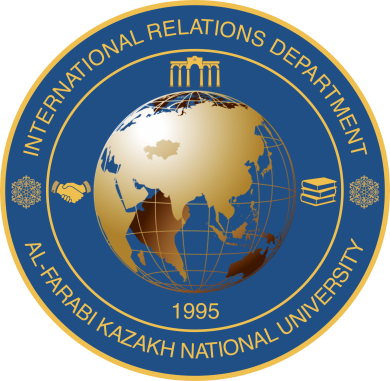 INTERNATIONAL RELATIONS DEPARTMENT
1995
AL-FARABI KAZAKH NATIONAL UNIVERSITY